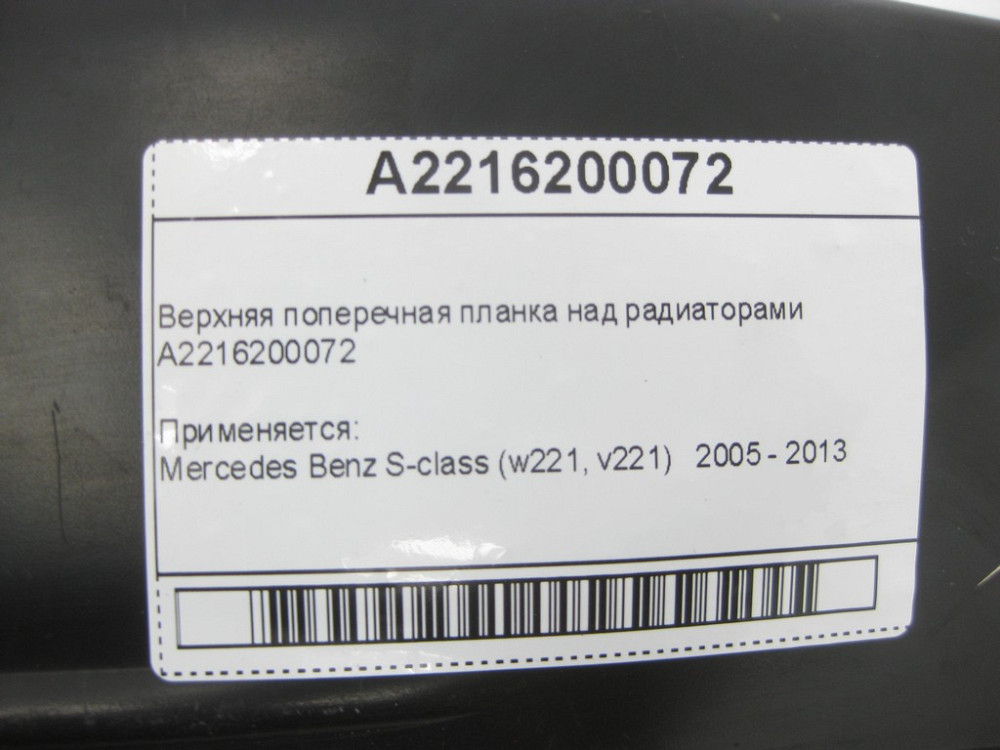 A2216200072
Верхняя поперечная планка над радиаторами
A2216200072
Применяется:
Mercedes Benz S-class (w221, v221) 2005 - 2013